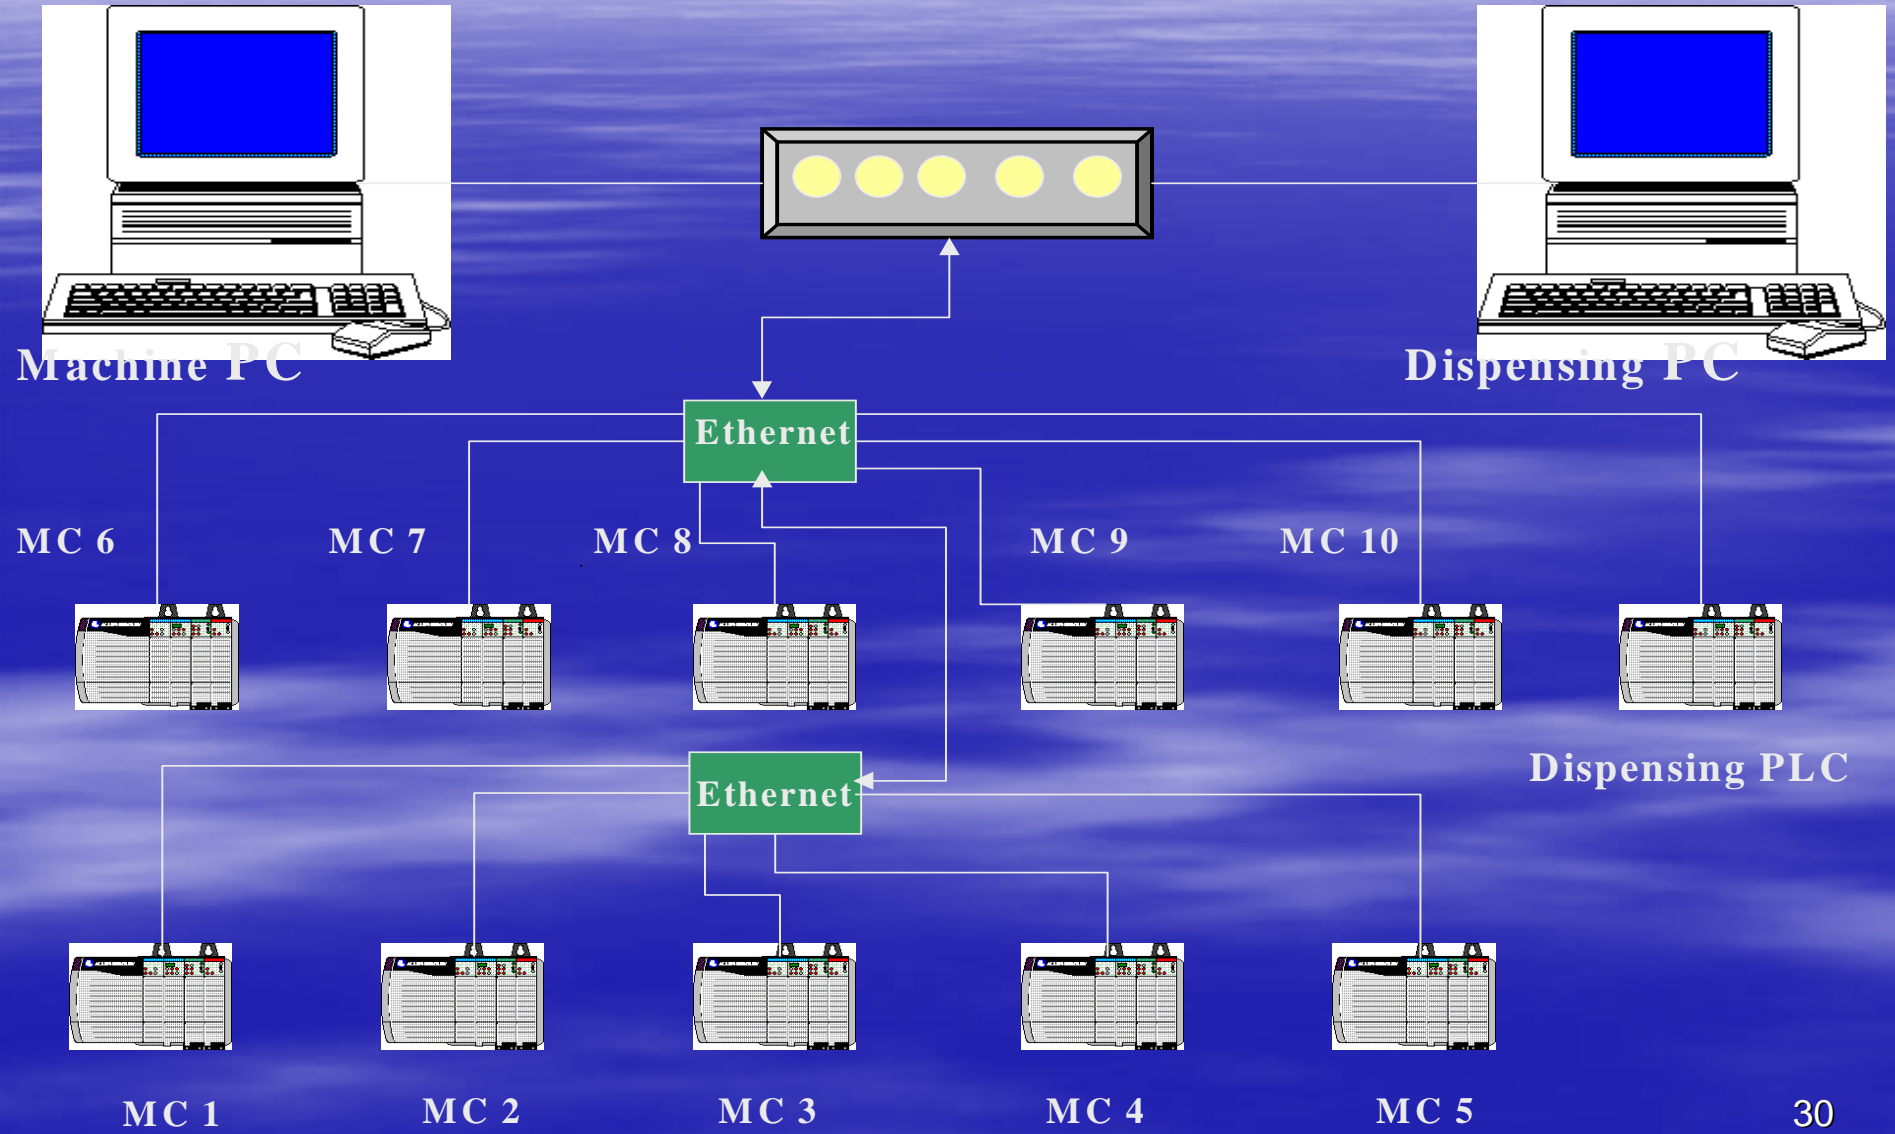 Machine PC
Dispensing PC
Ethernet
MC 6
MC 7
MC 8
MC 9
MC 10
Dispensing PLC
Ethernet
MC 1
MC 2
MC 3
MC 4
MC 5
30